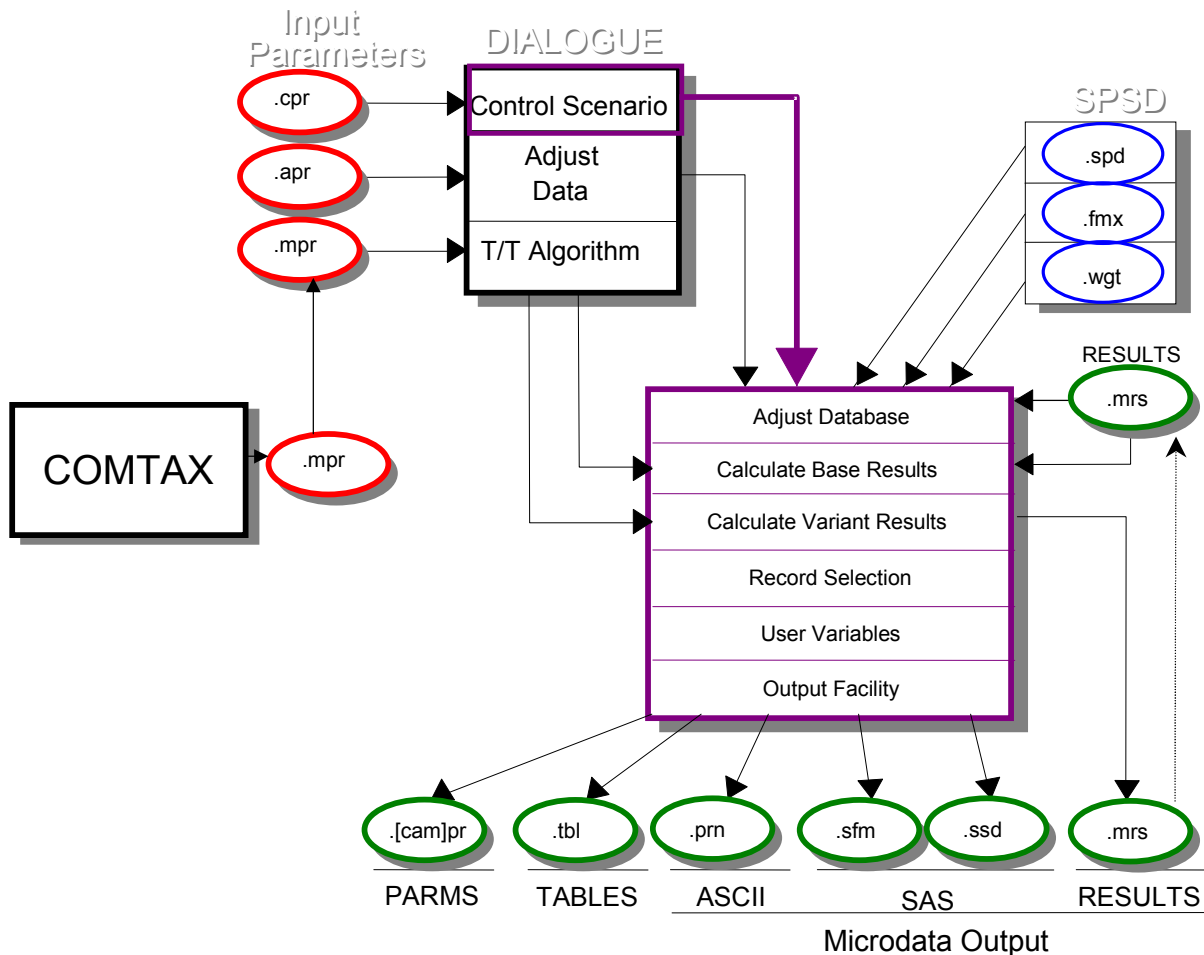 Input
Parameters
DIALOGUE
SPSD
.cpr
.apr
.mpr
Control Scenario
Adjust
Data
T/T Algorithm
.spd
.fmx
.wgt
RESULTS
.mrs
COMTAX
.mpr
Adjust Database
Calculate Base Results
Calculate Variant Results
Record Selection
User Variables
Output Facility
.[cam]pr
.tbl
.prn
.sfm
.ssd
.mrs
PARMS
TABLES
ASCII
SAS
RESULTS
Microdata Output